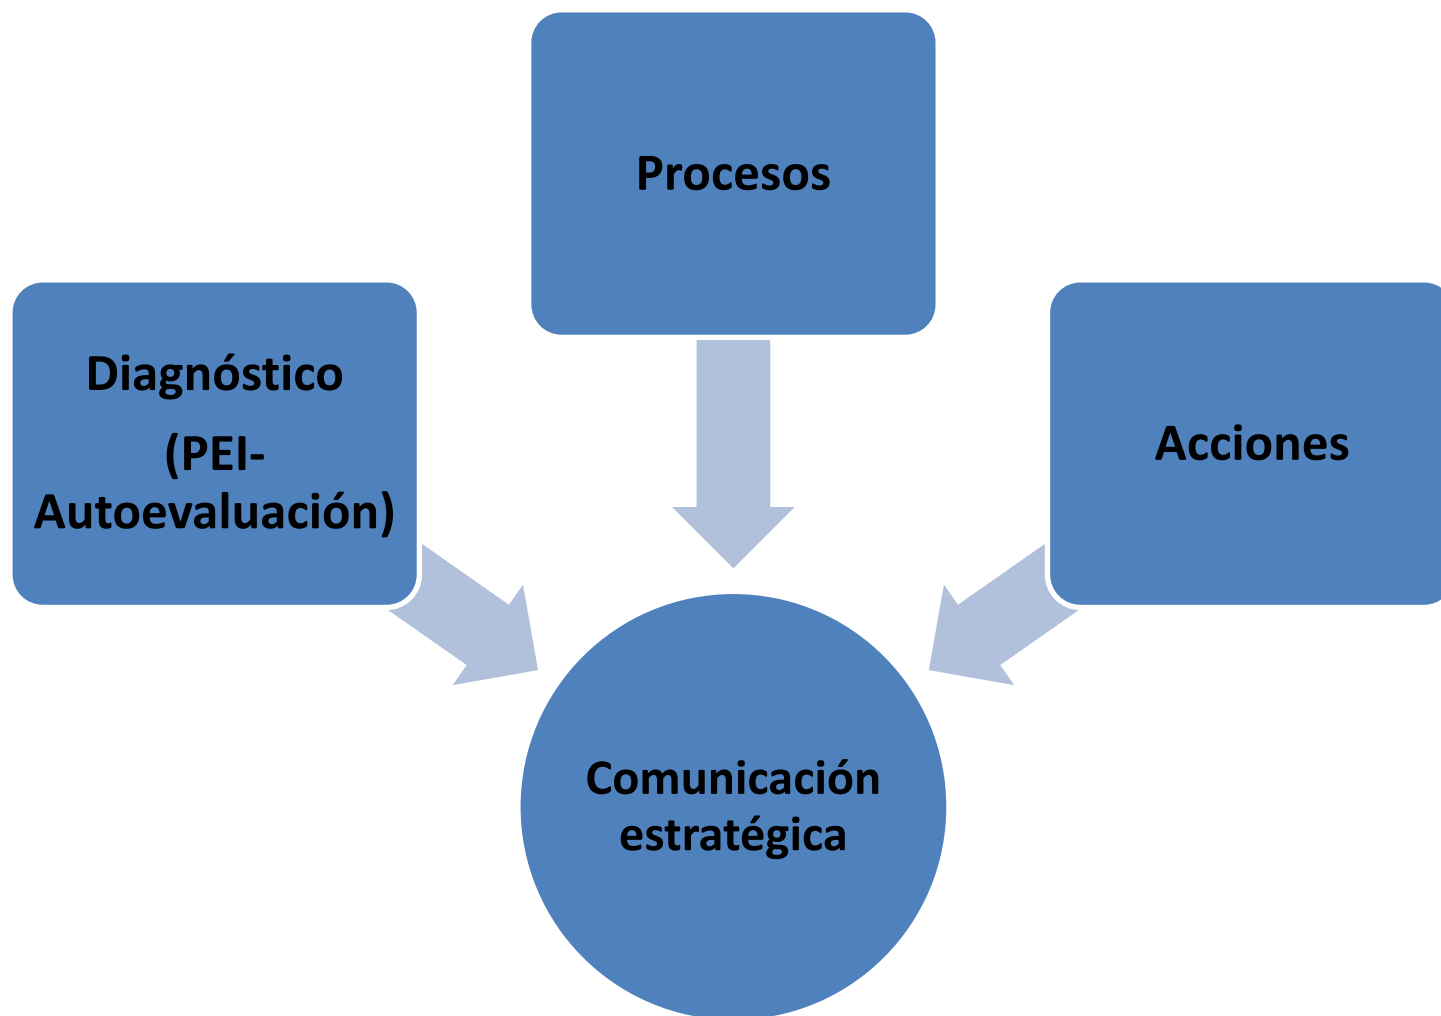 Procesos
Diagnóstico
(PEI-
Autoevaluación)
Acciones
Comunicación
estratégica